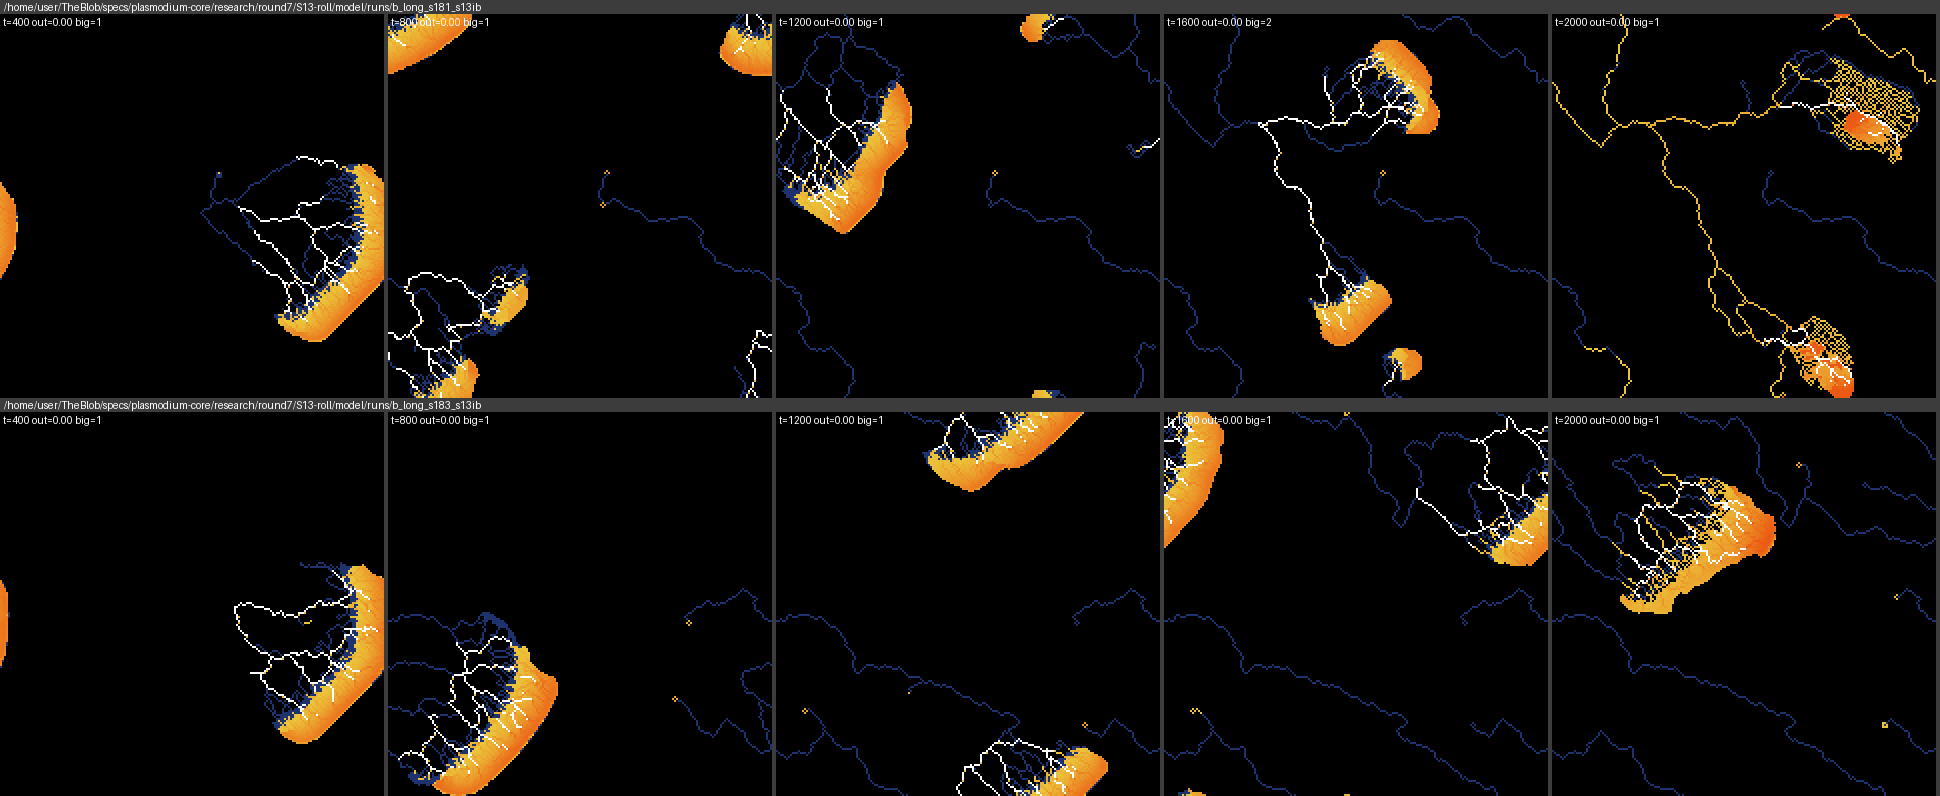 /home/user/TheBlob/specs/plasmodium-core/research/round7/S13-roll/model/runs/b_long_s181_s13ib
t=400 out=0.00 big=1
t=800 out=0.00 big=1
t=1200 out=0.00 big=1
t=1600 out=0.00 big=2
t=2000 out=0.00 big=1
/home/user/TheBlob/specs/plasmodium-core/research/round7/S13-roll/model/runs/b_long_s183_s13ib
t=400 out=0.00 big=1
t=800 out=0.00 big=1
t=1200 out=0.00 big=1
t=1600 out=0.00 big=1
t=2000 out=0.00 big=1